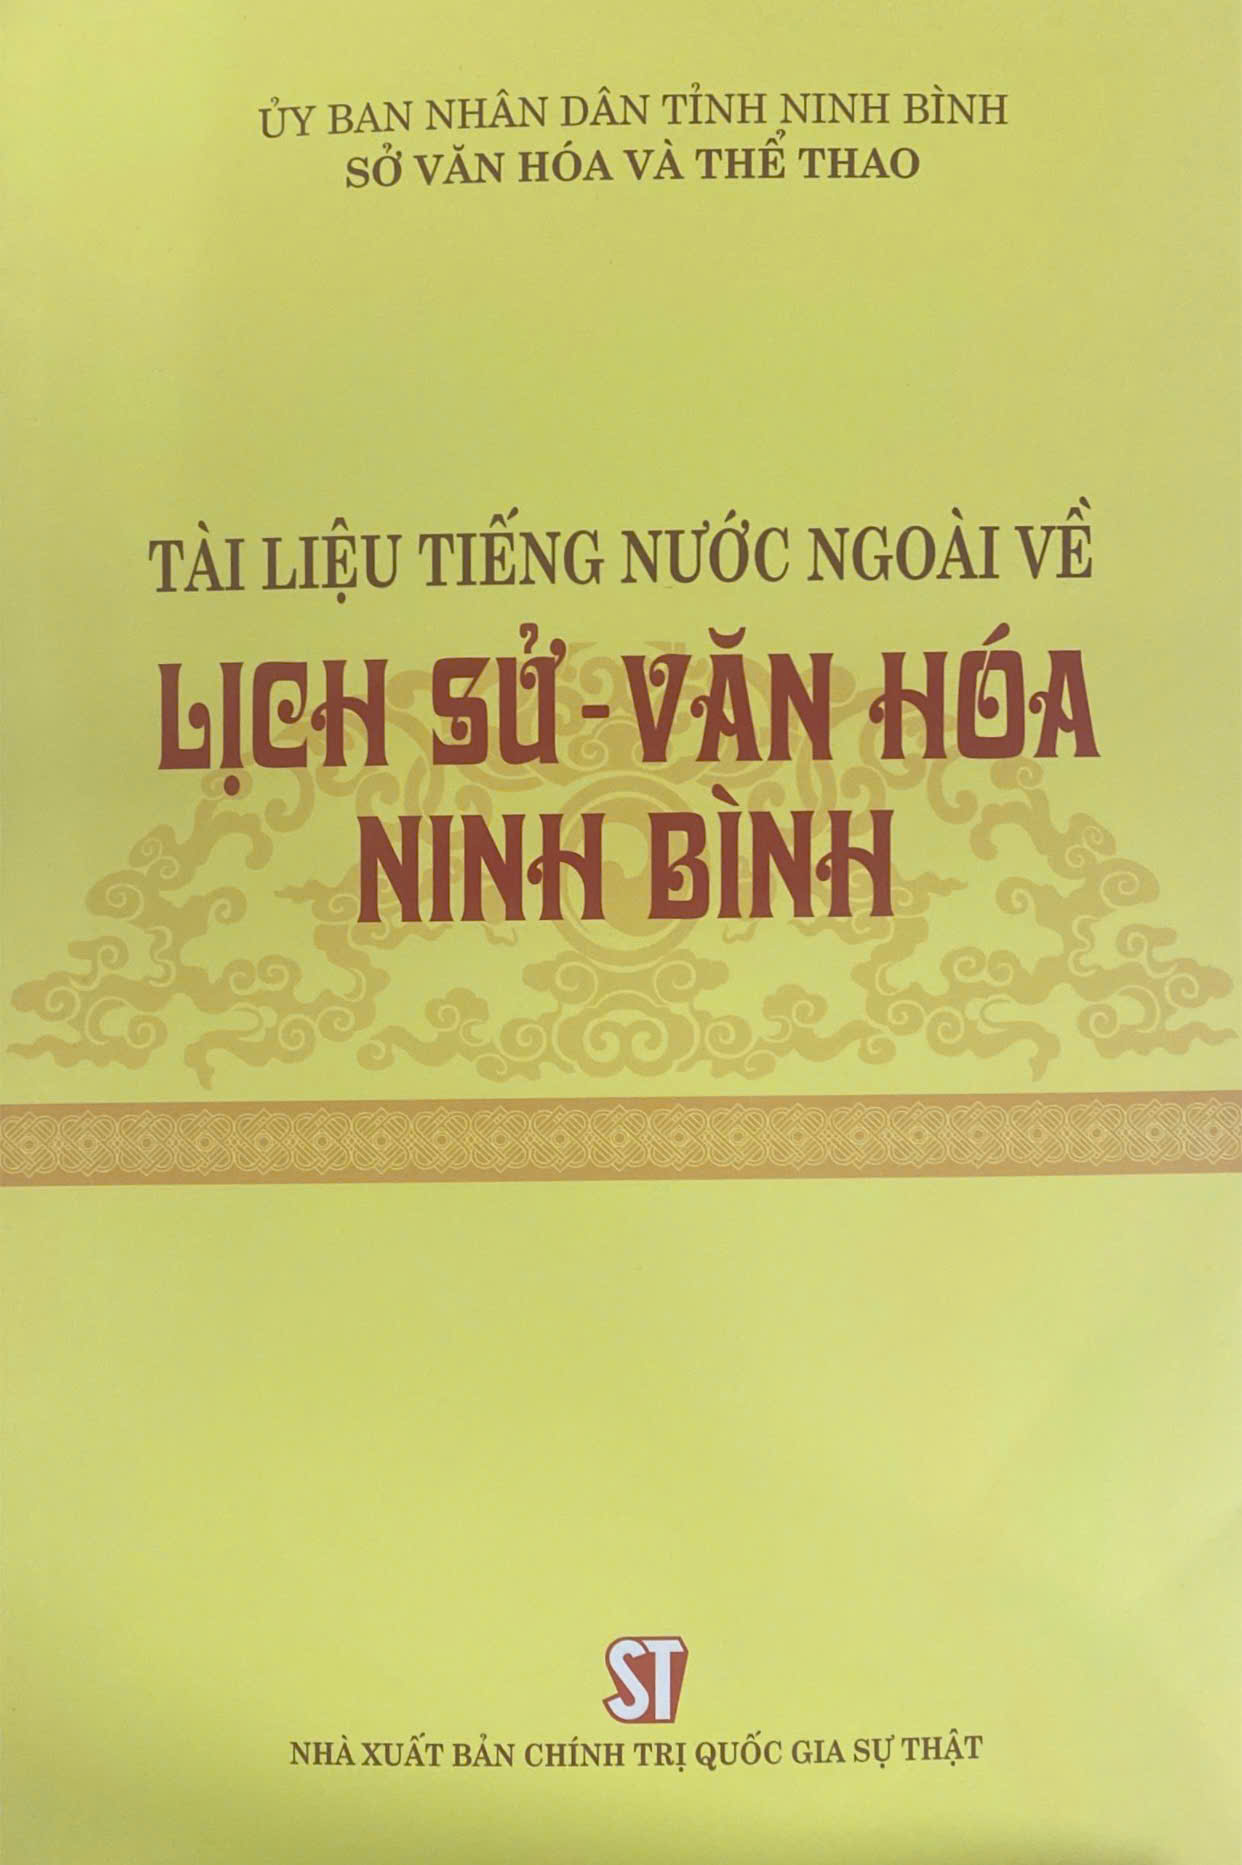 ỦY BAN NHÂN DÂN TỈNH NINH BÌNH
SỞ VĂN HÓA VÀ THỂ THAO
TÀI LIỆU TIẾNG NƯỚC NGOÀI VỀ
LỊCH SỬ - VĂN HÓA
NINH BÌNH
ST
NHÀ XUẤT BẢN CHÍNH TRỊ QUỐC GIA SỰ THẬT